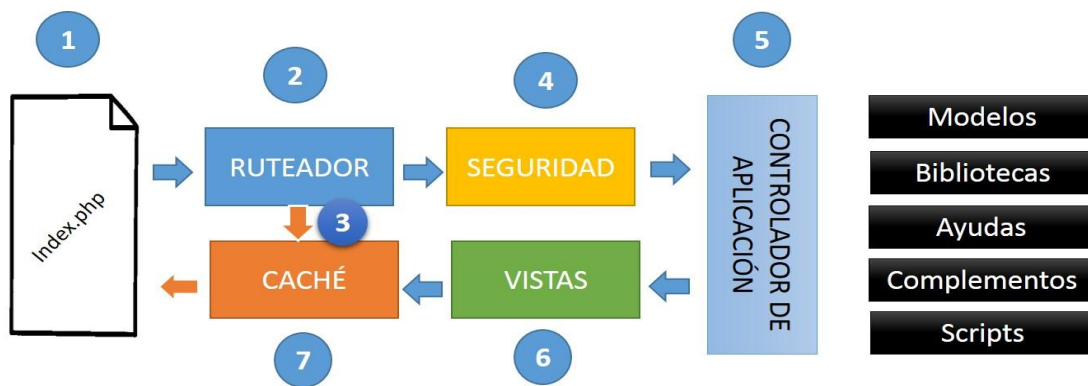 1
2
4
5
Index.php
RUTEADOR
SEGURIDAD
CONTROLADOR DE
APLICACIÓN
Modelos
Bibliotecas
Ayudas
Complementos
Scripts
3
CACHÉ
VISTAS
7
6